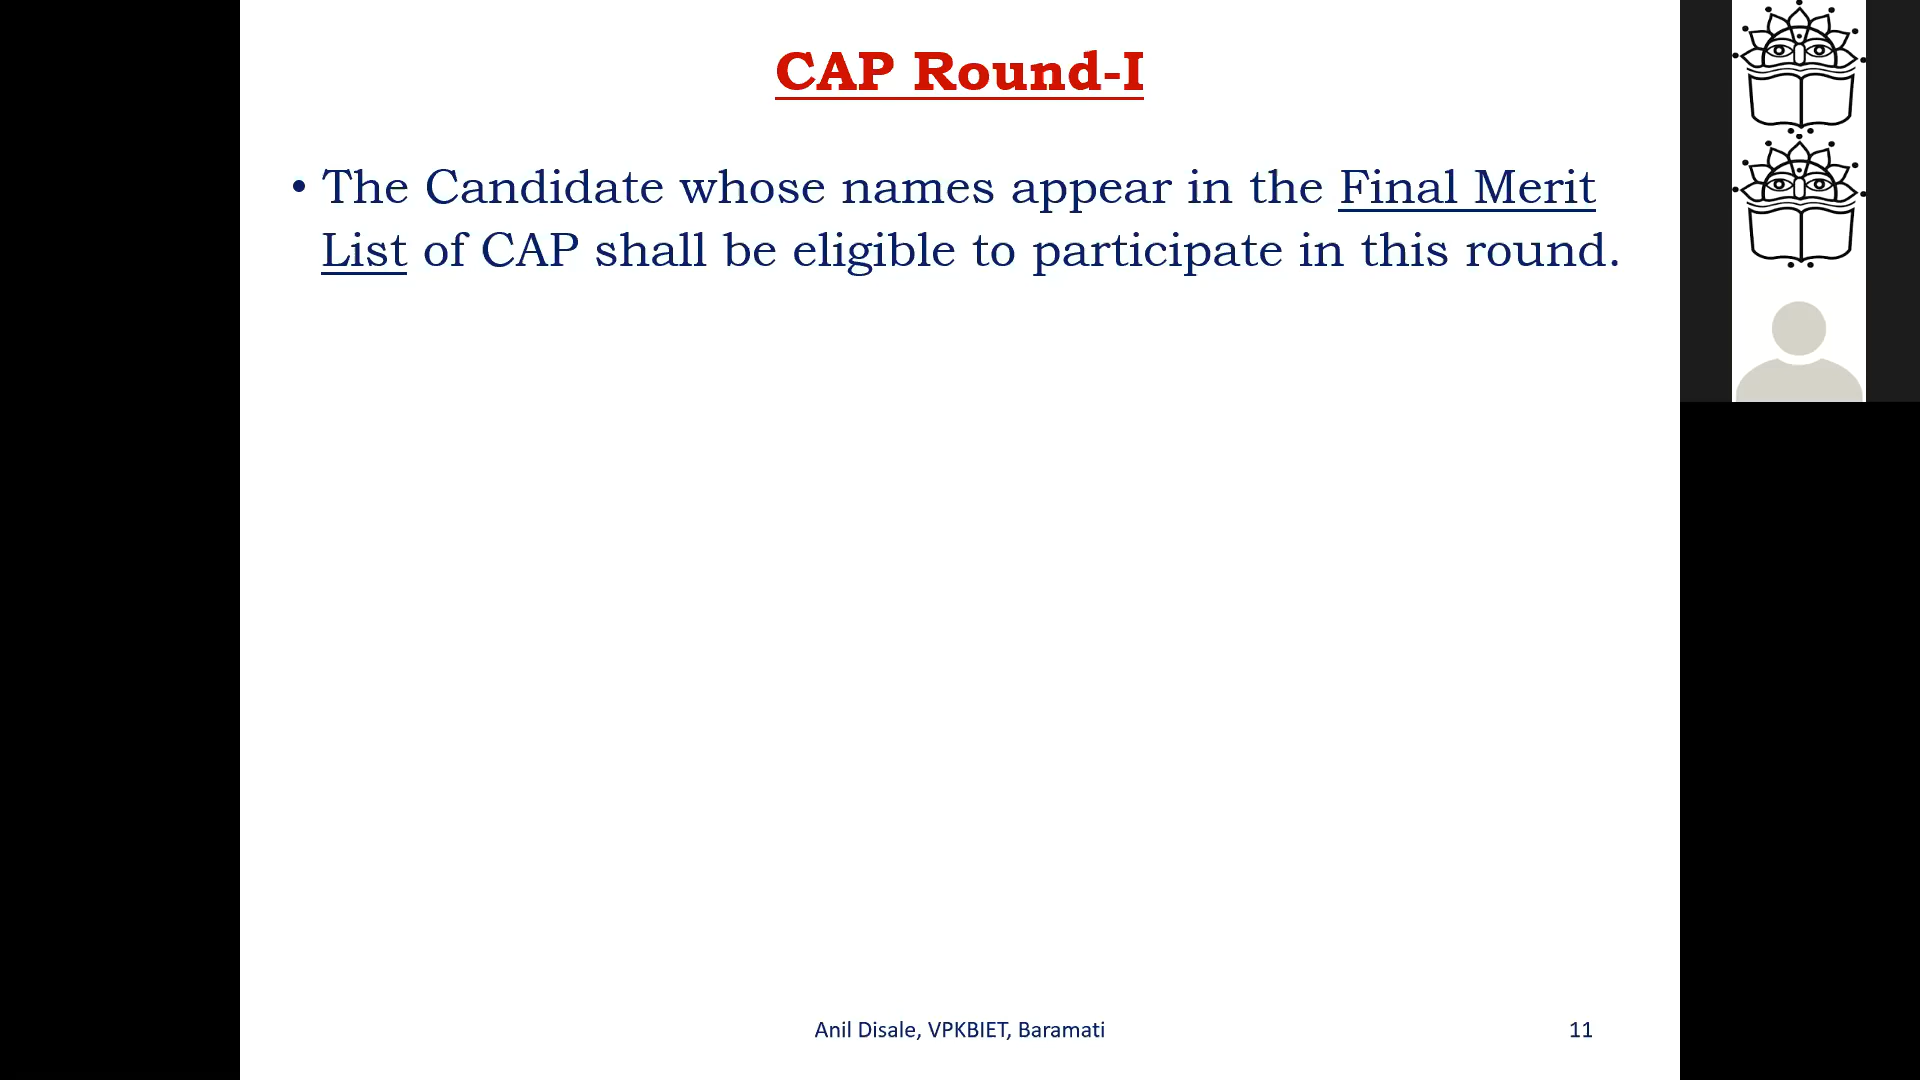 CAP Round-I
• The Candidate whose names appear in the Final Merit
List of CAP shall be eligible to participate in this round.
Anil Disale, VPKBIET, Baramati
11